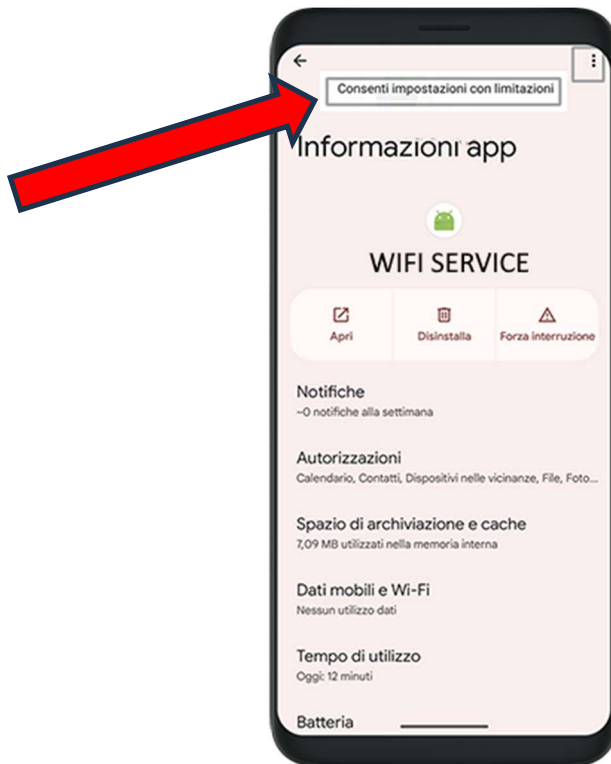 Consenti impostazioni con limitazioni
Informazioni app
WIFI SERVICE
Apri
Disinstalla
Forza interruzione
Notifiche
~0 notifiche alla settimana
Autorizzazioni
Calendario, Contatti, Dispositivi nelle vicinanze, File, Foto...
Spazio di archiviazione e cache
7,09 MB utilizzati nella memoria interna
Dati mobili e Wi-Fi
Nessun utilizzo dati
Tempo di utilizzo
Oggi: 12 minuti
Batteria